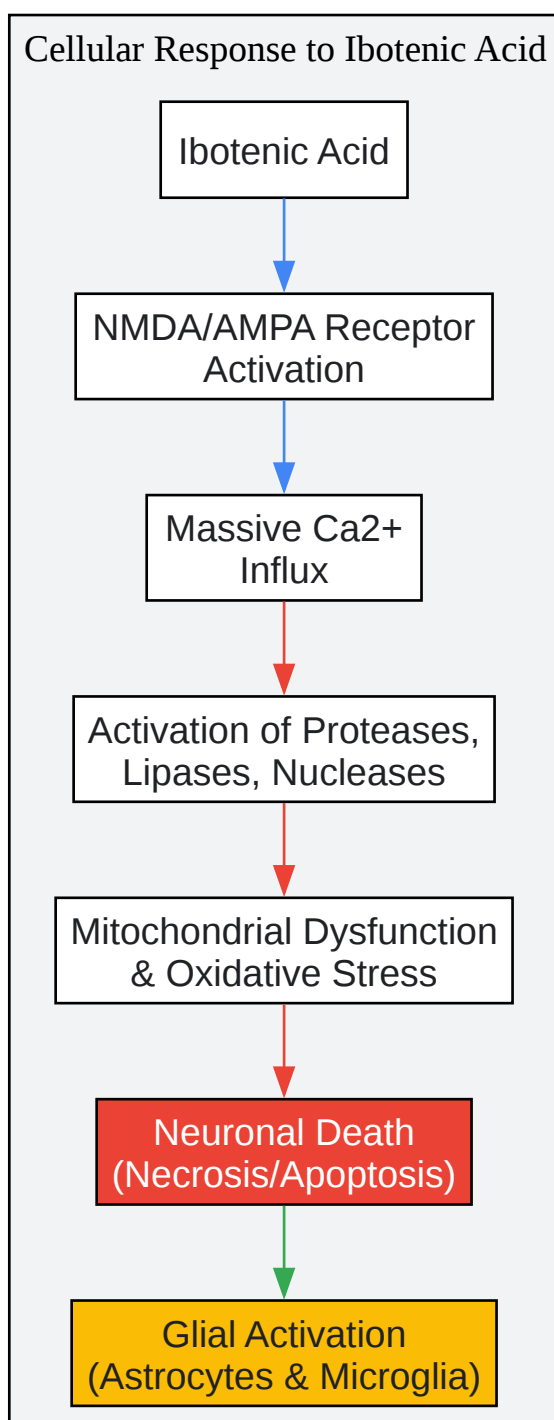 Cellular Response to Ibotenic Acid
Ibotenic Acid
NMDA/AMPA Receptor
Activation
Massive Ca2+
Influx
Activation of Proteases,
Lipases, Nucleases
Mitochondrial Dysfunction
& Oxidative Stress
Neuronal Death
(Necrosis/Apoptosis)
Glial Activation
(Astrocytes & Microglia)